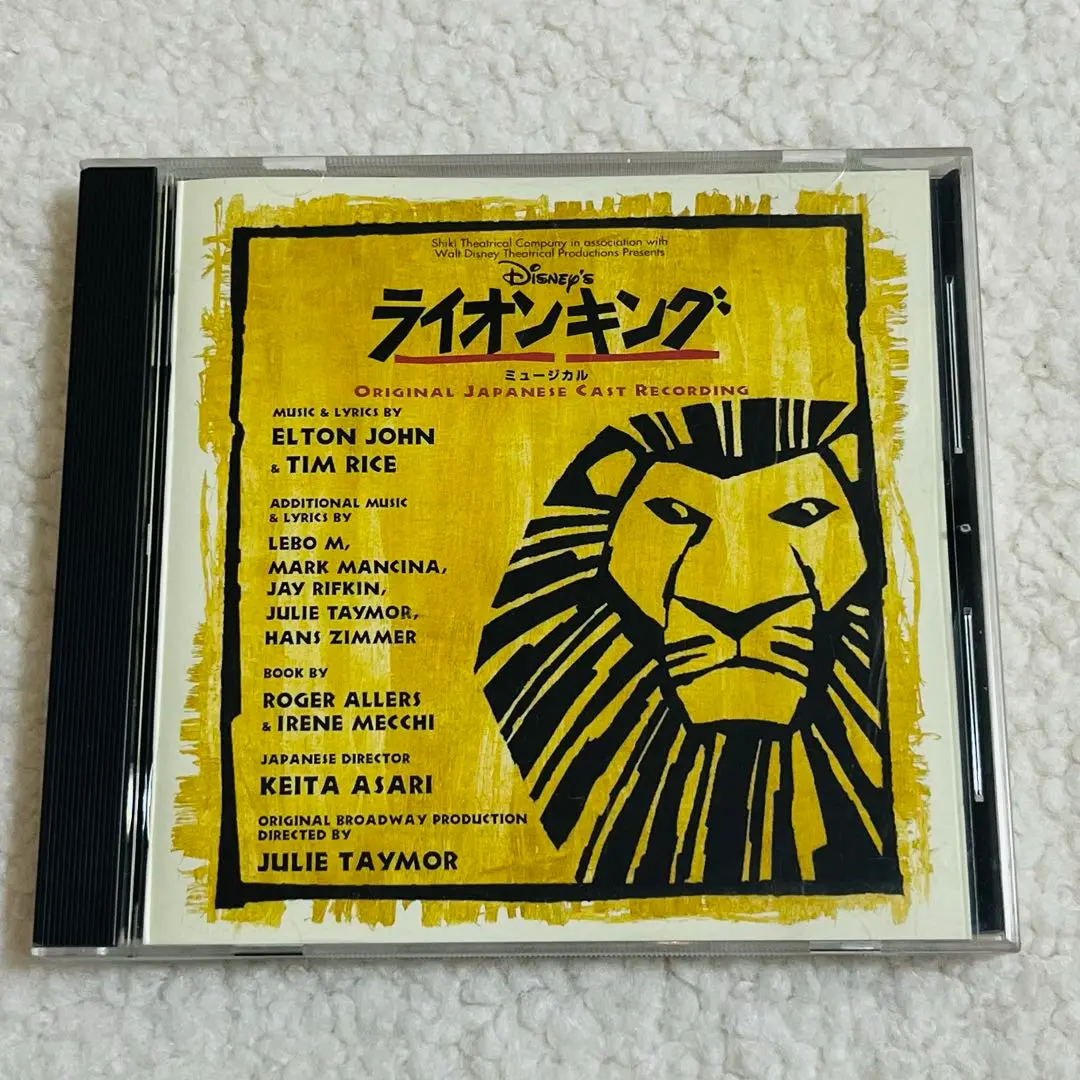 Shiki Theatrical Company in association with
Walt Disney Theatrical Productions Presents
DISNEY'S
ライオンキング
ミュージカル
ORIGINAL JAPANESE CAST RECORDING
MUSIC & LYRICS BY
ELTON JOHN
& TIM RICE
ADDITIONAL MUSIC
& LYRICS BY
LEBO M,
MARK MANCINA,
JAY RIFKIN,
JULIE TAYMOR,
HANS ZIMMER
BOOK BY
ROGER ALLERS
& IRENE MECCHI
JAPANESE DIRECTOR
KEITA ASARI
ORIGINAL BROADWAY PRODUCTION
DIRECTED BY
JULIE TAYMOR